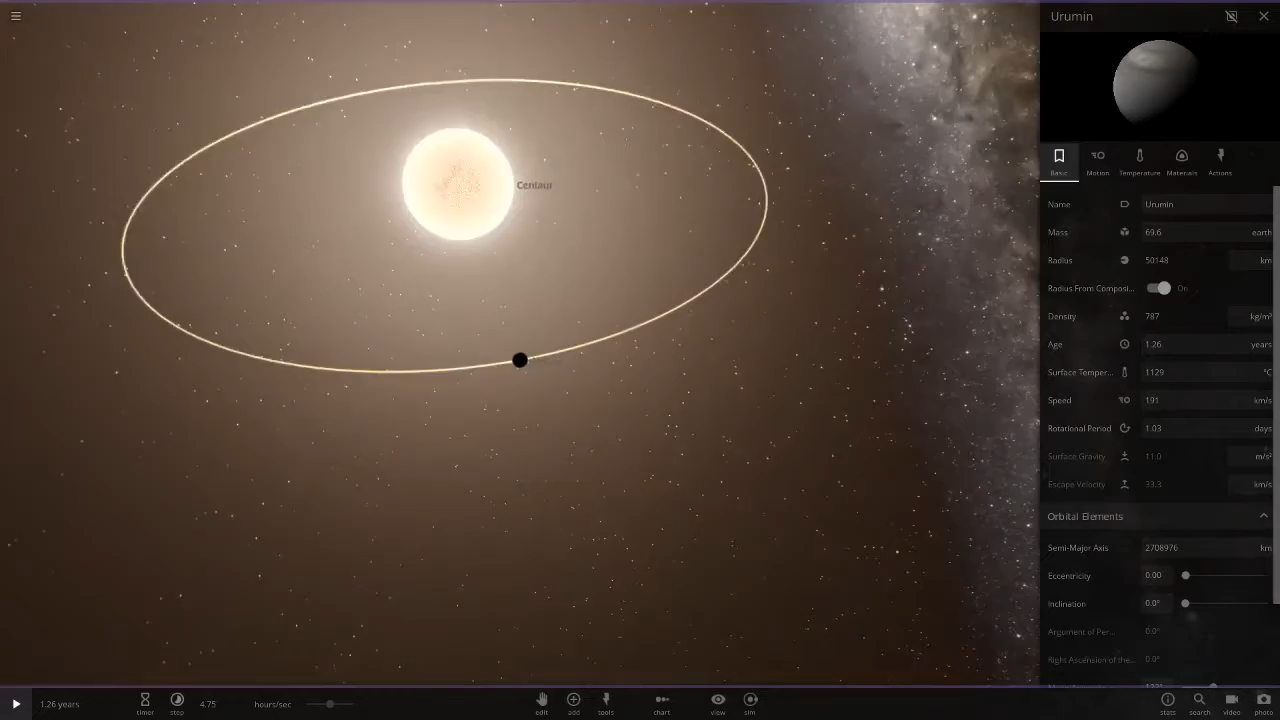 Urumin
Centaur
Basic Motion Temperature Materials Actions
Name Urumin
Mass 69.6 earth
Radius 50148 km
Radius From Composi... On
Density 787 kg/m³
Age 1.26 years
Surface Temper... 1129 °C
Speed 191 km/s
Rotational Period 1.03 days
Surface Gravity 11.0 m/s²
Escape Velocity 33.3 km/s
Orbital Elements
Semi-Major Axis 2708976 km
Eccentricity 0.00
Inclination 0.0°
Argument of Per... 0.0°
Right Ascension of the... 0.0°
1.26 years timer step 4.75 hours/sec edit add tools chart view sim stats search video photo